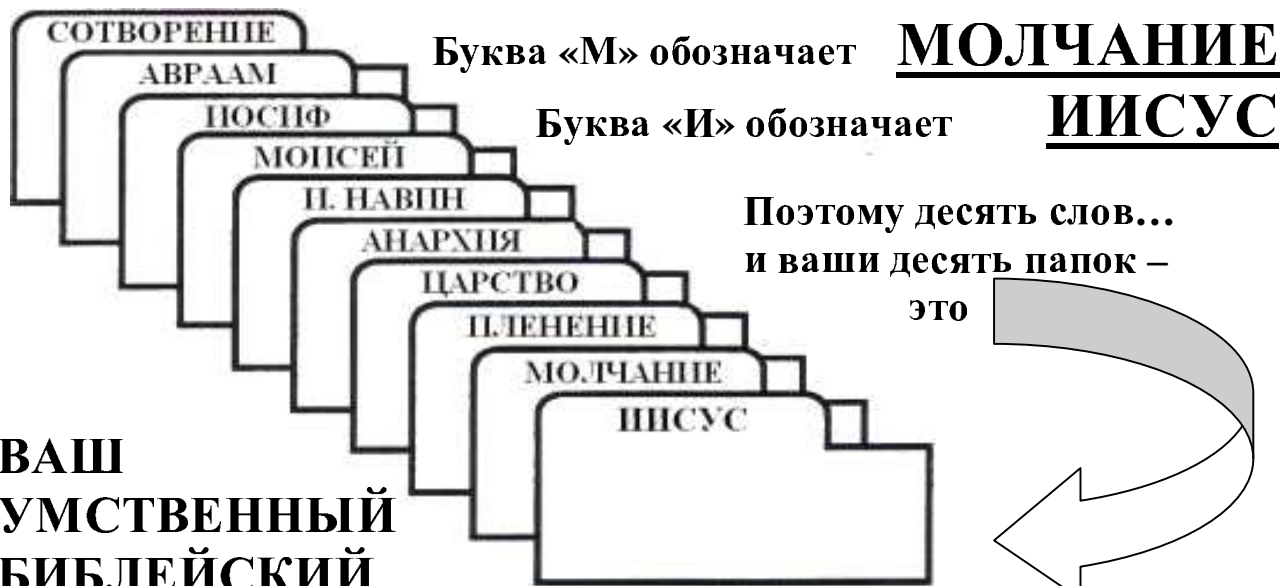 СОТВОРЕНИЕ
АВРААМ
ИОСИФ
МОИСЕЙ
И. НАВИН
АНАРХИЯ
ЦАРСТВО
ПЛЕНЕНИЕ
МОЛЧАНИЕ
ИИСУС
Буква «М» обозначает МОЛЧАНИЕ
Буква «И» обозначает ИИСУС
Поэтому десять слов…
и ваши десять папок –
это
ВАШ
УМСТВЕННЫЙ
БИБЛЕЙСКИЙ